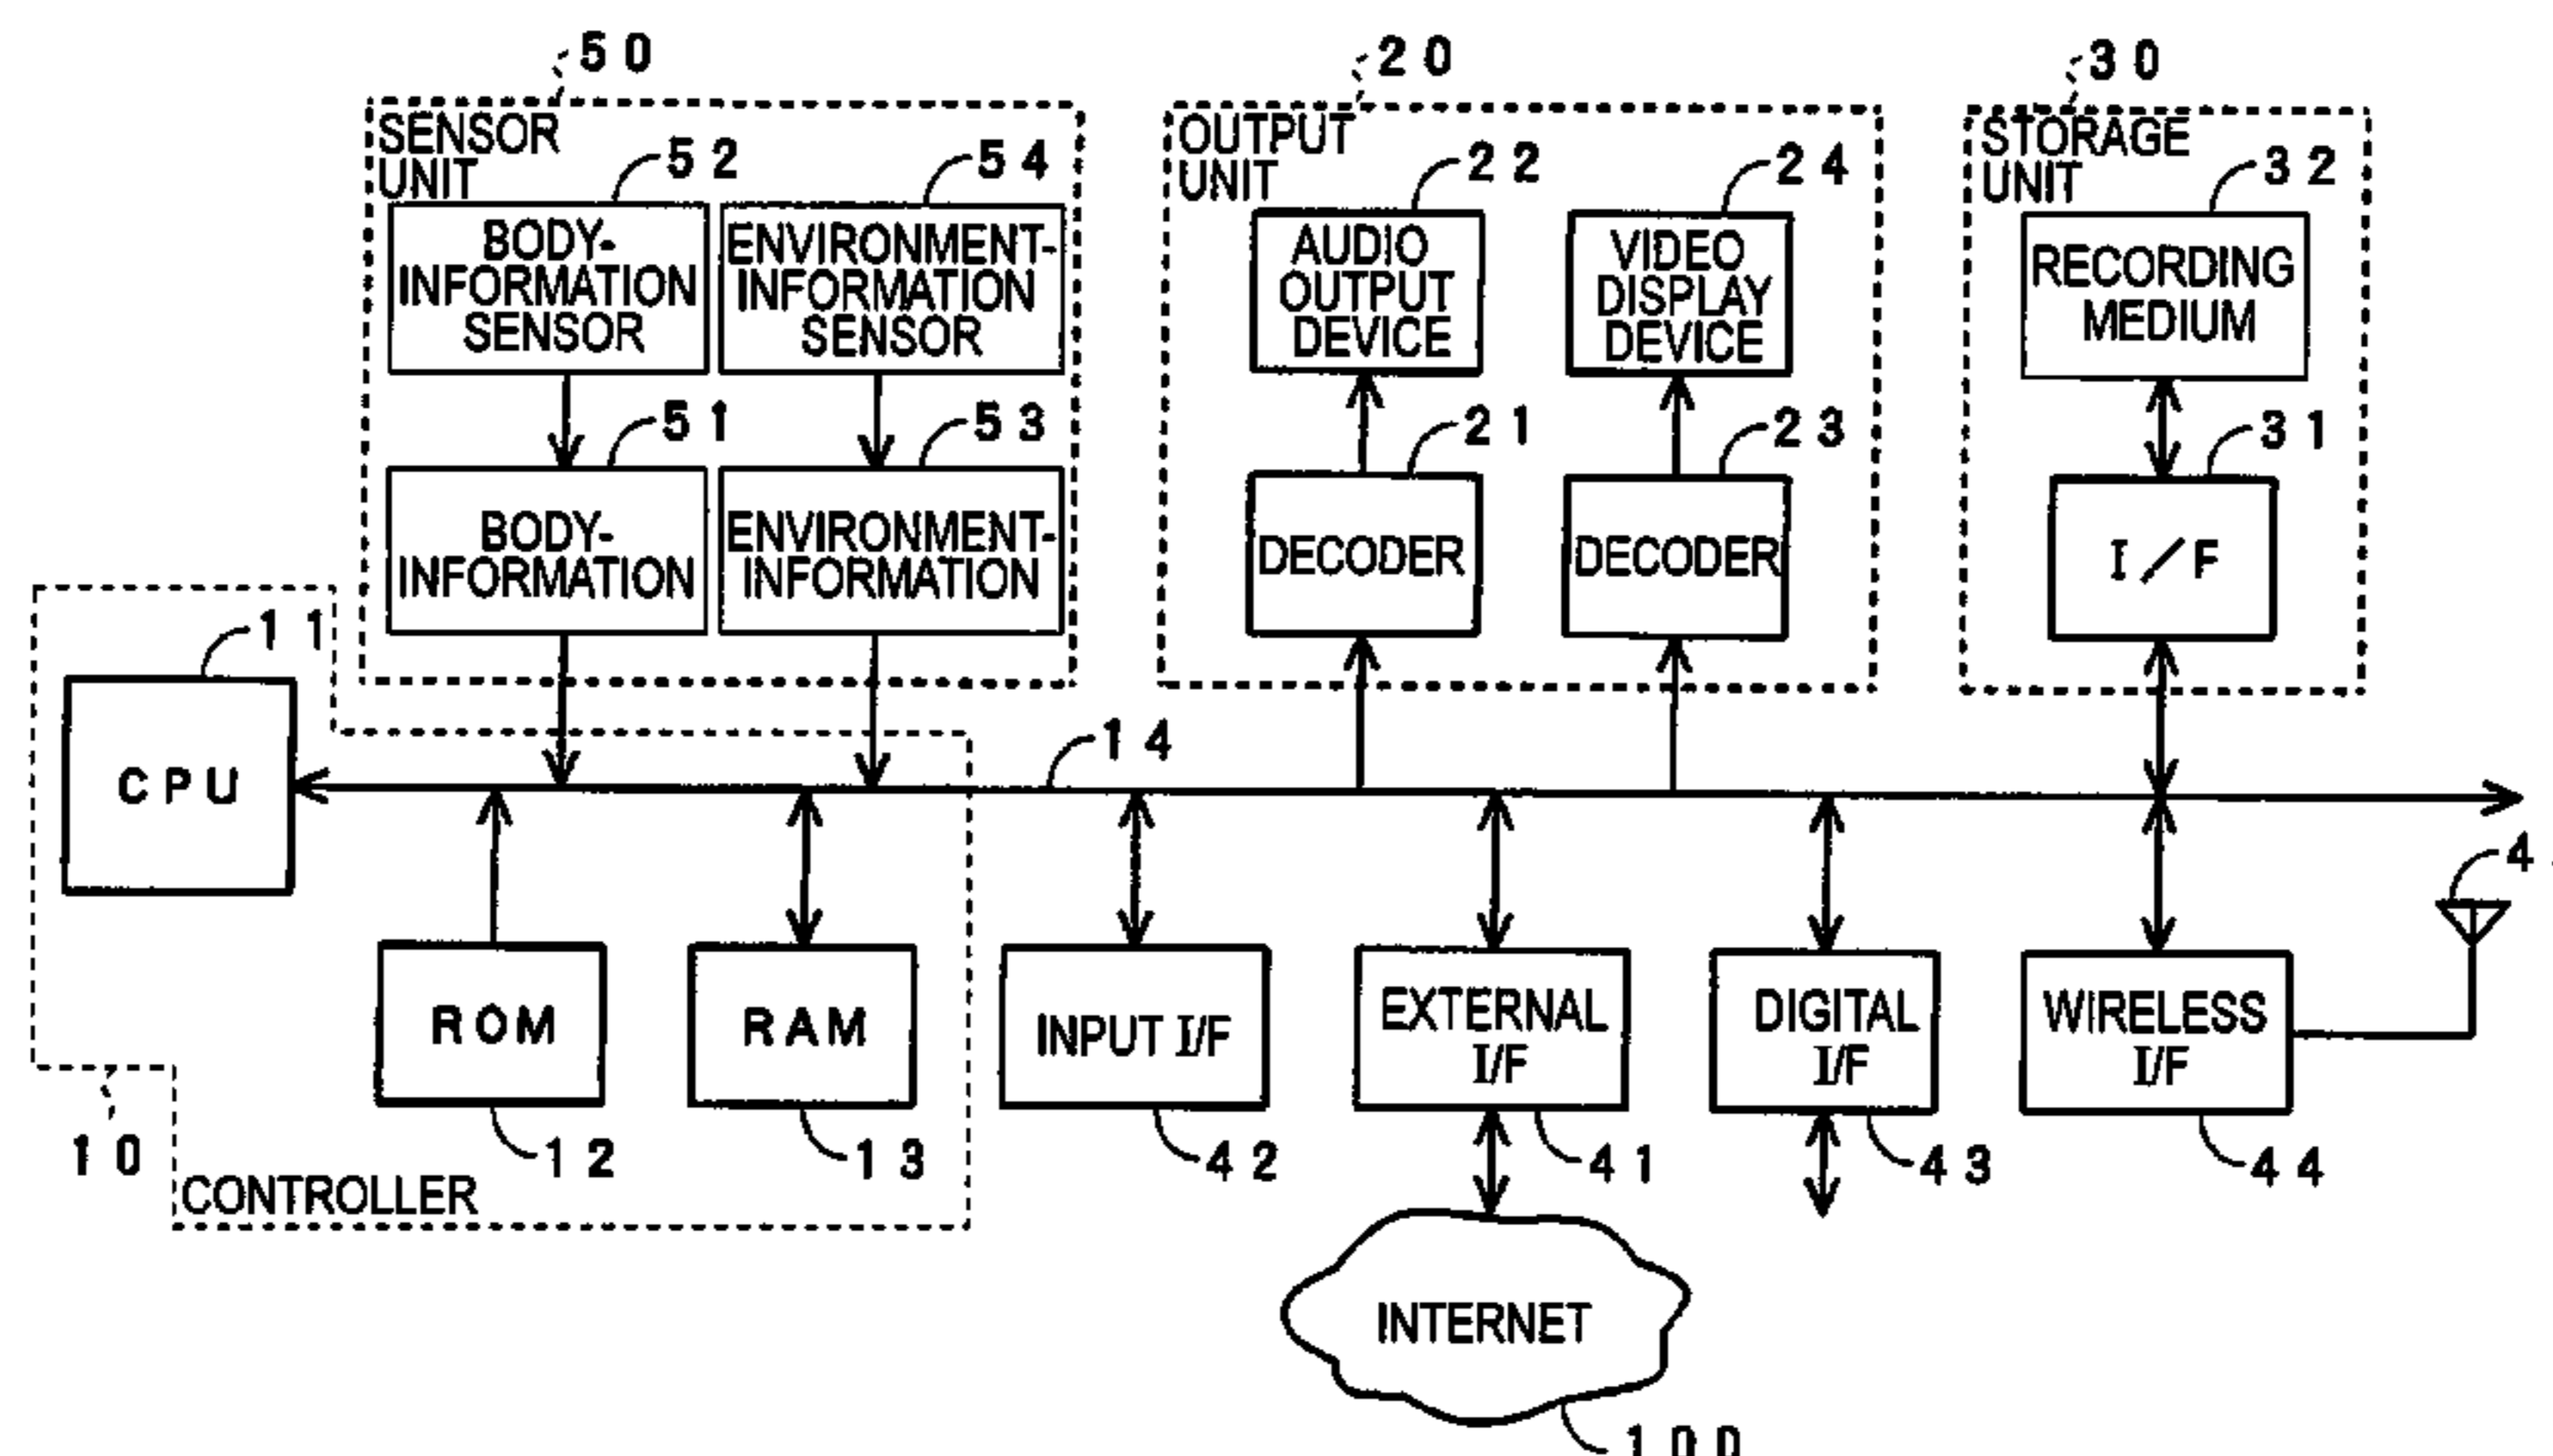 50
20
30
SENSOR
UNIT
52
54
OUTPUT
UNIT
22
24
STORAGE
UNIT
32
BODY-
INFORMATION
SENSOR
ENVIRONMENT-
INFORMATION
SENSOR
AUDIO
OUTPUT
DEVICE
VIDEO
DISPLAY
DEVICE
RECORDING
MEDIUM
51
53
21
23
31
BODY-
INFORMATION
ENVIRONMENT-
INFORMATION
DECODER
DECODER
I/F
11
CPU
14
ROM
RAM
INPUT I/F
EXTERNAL
I/F
DIGITAL
I/F
WIRELESS
I/F
10
12
13
42
41
43
44
CONTROLLER
INTERNET
100